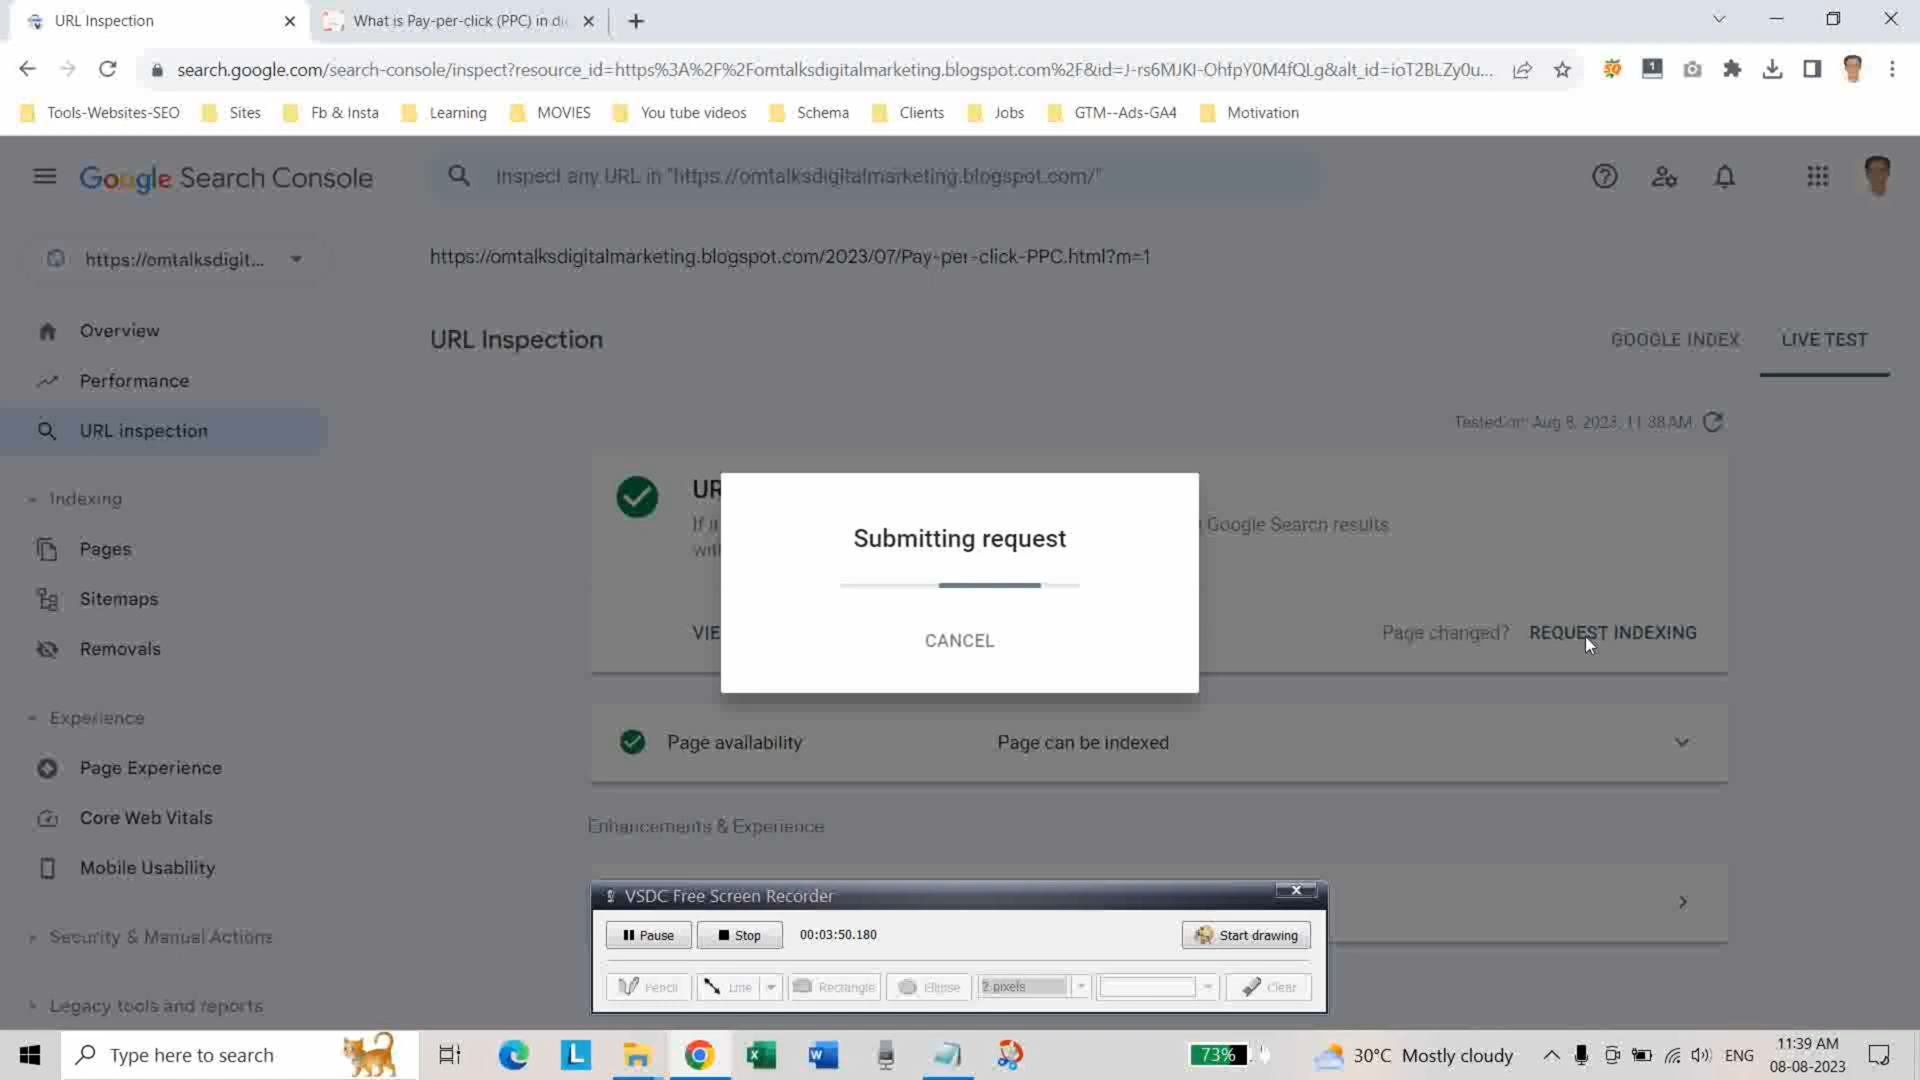 URL Inspection
What is Pay-per-click (PPC) in di
search.google.com/search-console/inspect?resource_id=https%3A%2F%2Fomtalksdigitalmarketing.blogspot.com%2F&id=J-rs6MJKI-OhfpY0M4fQLg&alt_id=ioT2BLZy0u...
Tools-Websites-SEO Sites Fb & Insta Learning MOVIES You tube videos Schema Clients Jobs GTM--Ads-GA4 Motivation
Google Search Console
Inspect any URL in "https://omtalksdigitalmarketing.blogspot.com/"
https://omtalksdigit...
https://omtalksdigitalmarketing.blogspot.com/2023/07/Pay-per-click-PPC.html?m=1
Overview
Performance
URL inspection
Indexing
Pages
Sitemaps
Removals
Experience
Page Experience
Core Web Vitals
Mobile Usability
Security & Manual Actions
Legacy tools and reports
URL Inspection
GOOGLE INDEX
LIVE TEST
Tested on: Aug 8, 2023, 11:38 AM
UR
If it
Google Search results
with
Submitting request
CANCEL
VIE
Page changed? REQUEST INDEXING
Page availability Page can be indexed
Enhancements & Experience
VSDC Free Screen Recorder
Pause Stop 00:03:50.180 Start drawing
Pencil Line Rectangle Ellipse 2 pixels Clear
Type here to search
L
73%
30°C Mostly cloudy
ENG
11:39 AM
08-08-2023